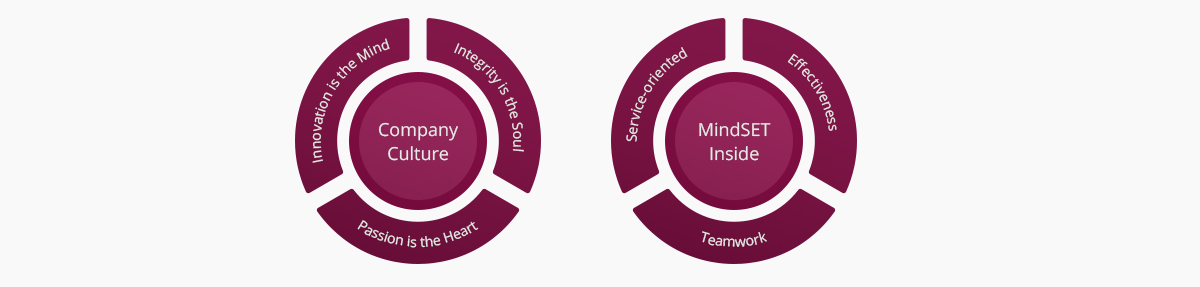 Innovation is the Mind
Integrity is the Soul
Company
Culture
Passion is the Heart
Service-oriented
Effectiveness
MindSET
Inside
Teamwork